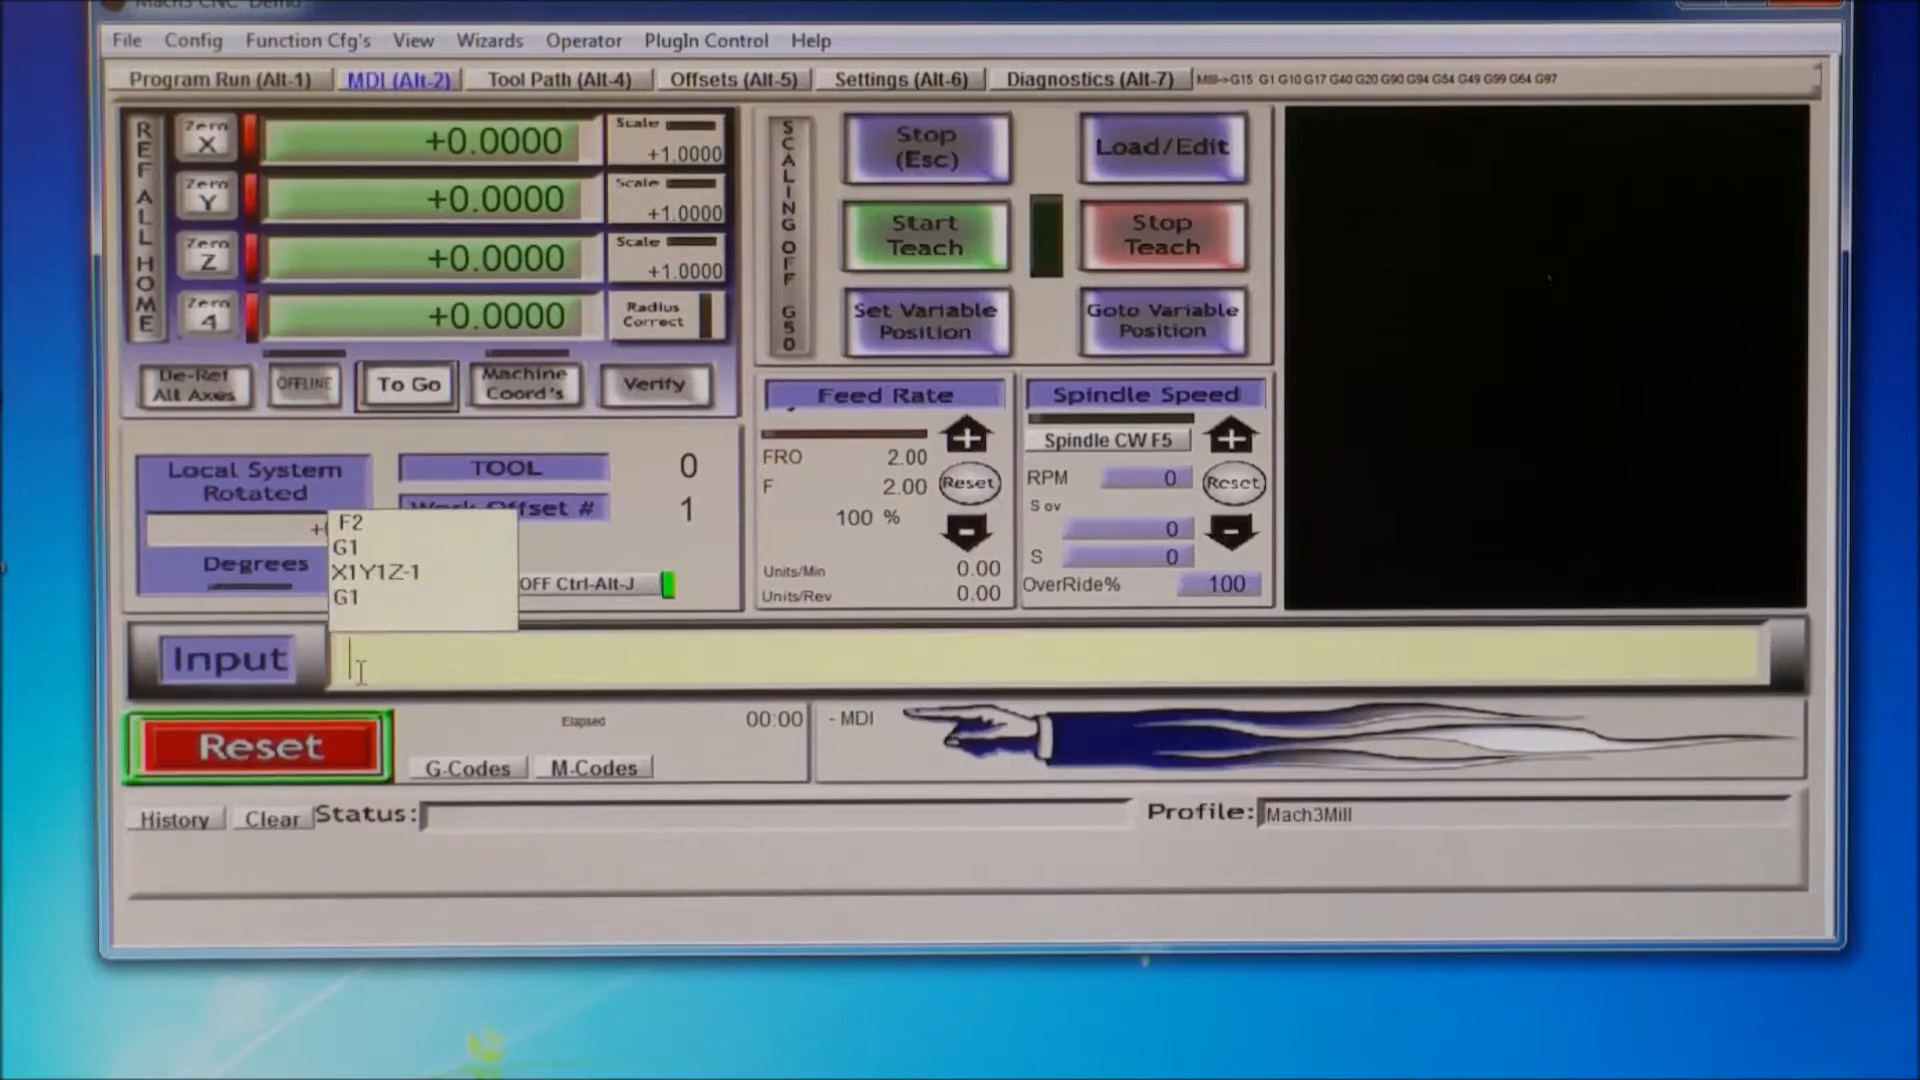 Mach3 CNC Demo
File Config Function Cfg's View Wizards Operator PlugIn Control Help
Program Run (Alt-1) MDI (Alt-2) Tool Path (Alt-4) Offsets (Alt-5) Settings (Alt-6) Diagnostics (Alt-7) Mill->G15 G1 G10 G17 G40 G20 G90 G94 G54 G49 G99 G64 G97
REF ALL HOME
Zero X +0.0000 Scale +1.0000
Zero Y +0.0000 Scale +1.0000
Zero Z +0.0000 Scale +1.0000
Zero 4 +0.0000 Radius Correct
De-Ref All Axes OFFLINE To Go Machine Coord's Verify
SCALING OFF G50
Stop (Esc) Load/Edit
Start Teach Stop Teach
Set Variable Position Goto Variable Position
Local System Rotated
Degrees
TOOL 0
Work Offset # 1
OFF Ctrl-Alt-J
F2
G1
X1Y1Z-1
G1
Feed Rate
FRO 2.00
F 2.00
100 %
Reset
Units/Min 0.00
Units/Rev 0.00
Spindle Speed
Spindle CW F5
RPM 0
Reset
S ov 0
S 0
OverRide% 100
Input
Reset
Elapsed 00:00
G-Codes M-Codes
- MDI
History Clear Status: Profile: Mach3Mill